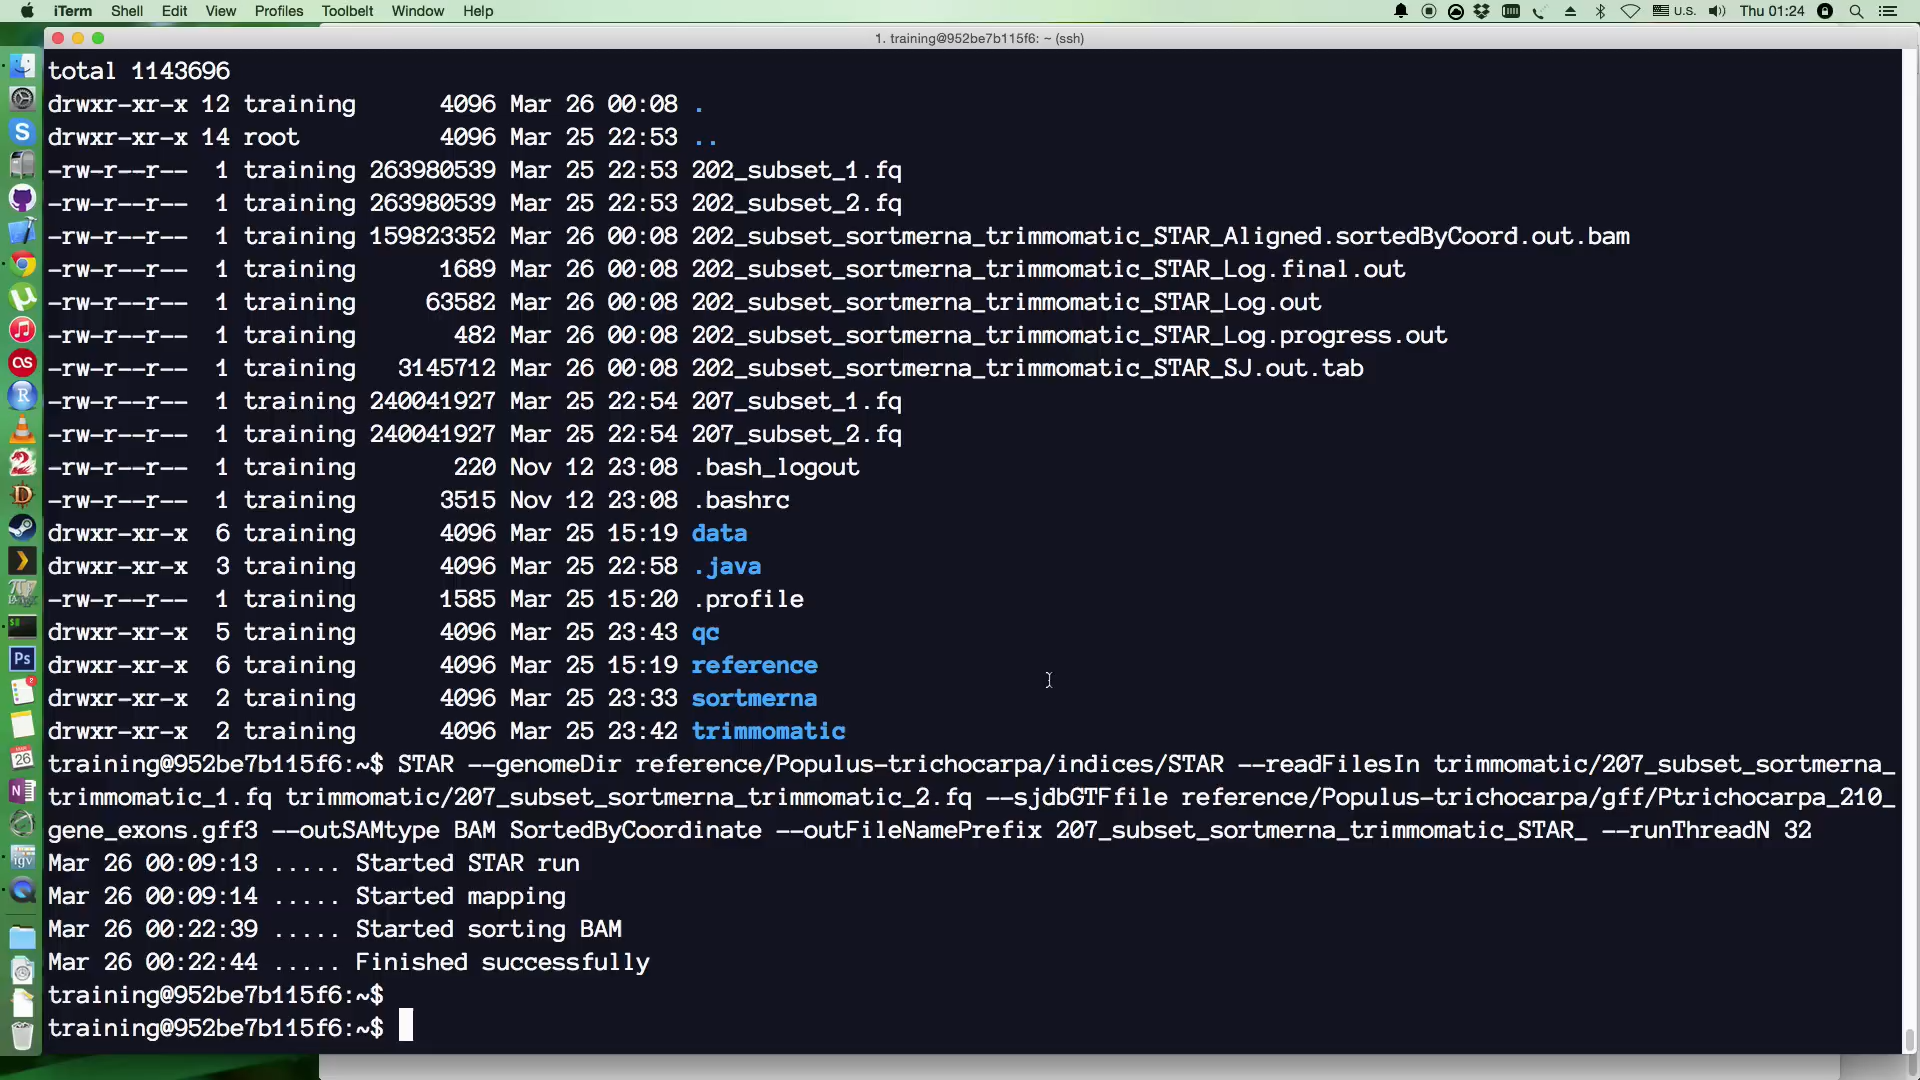 iTerm Shell Edit View Profiles Toolbelt Window Help U.S. Thu 01:24
1. training@952be7b115f6: ~ (ssh)
total 1143696
drwxr-xr-x 12 training 4096 Mar 26 00:08 .
drwxr-xr-x 14 root 4096 Mar 25 22:53 ..
-rw-r--r-- 1 training 263980539 Mar 25 22:53 202_subset_1.fq
-rw-r--r-- 1 training 263980539 Mar 25 22:53 202_subset_2.fq
-rw-r--r-- 1 training 159823352 Mar 26 00:08 202_subset_sortmerna_trimmomatic_STAR_Aligned.sortedByCoord.out.bam
-rw-r--r-- 1 training 1689 Mar 26 00:08 202_subset_sortmerna_trimmomatic_STAR_Log.final.out
-rw-r--r-- 1 training 63582 Mar 26 00:08 202_subset_sortmerna_trimmomatic_STAR_Log.out
-rw-r--r-- 1 training 482 Mar 26 00:08 202_subset_sortmerna_trimmomatic_STAR_Log.progress.out
-rw-r--r-- 1 training 3145712 Mar 26 00:08 202_subset_sortmerna_trimmomatic_STAR_SJ.out.tab
-rw-r--r-- 1 training 240041927 Mar 25 22:54 207_subset_1.fq
-rw-r--r-- 1 training 240041927 Mar 25 22:54 207_subset_2.fq
-rw-r--r-- 1 training 220 Nov 12 23:08 .bash_logout
-rw-r--r-- 1 training 3515 Nov 12 23:08 .bashrc
drwxr-xr-x 6 training 4096 Mar 25 15:19 data
drwxr-xr-x 3 training 4096 Mar 25 22:58 .java
-rw-r--r-- 1 training 1585 Mar 25 15:20 .profile
drwxr-xr-x 5 training 4096 Mar 25 23:43 qc
drwxr-xr-x 6 training 4096 Mar 25 15:19 reference
drwxr-xr-x 2 training 4096 Mar 25 23:33 sortmerna
drwxr-xr-x 2 training 4096 Mar 25 23:42 trimmomatic
training@952be7b115f6:~$ STAR --genomeDir reference/Populus-trichocarpa/indices/STAR --readFilesIn trimmomatic/207_subset_sortmerna_
trimmomatic_1.fq trimmomatic/207_subset_sortmerna_trimmomatic_2.fq --sjdbGTFfile reference/Populus-trichocarpa/gff/Ptrichocarpa_210_
gene_exons.gff3 --outSAMtype BAM SortedByCoordinate --outFileNamePrefix 207_subset_sortmerna_trimmomatic_STAR_ --runThreadN 32
Mar 26 00:09:13 ..... Started STAR run
Mar 26 00:09:14 ..... Started mapping
Mar 26 00:22:39 ..... Started sorting BAM
Mar 26 00:22:44 ..... Finished successfully
training@952be7b115f6:~$
training@952be7b115f6:~$